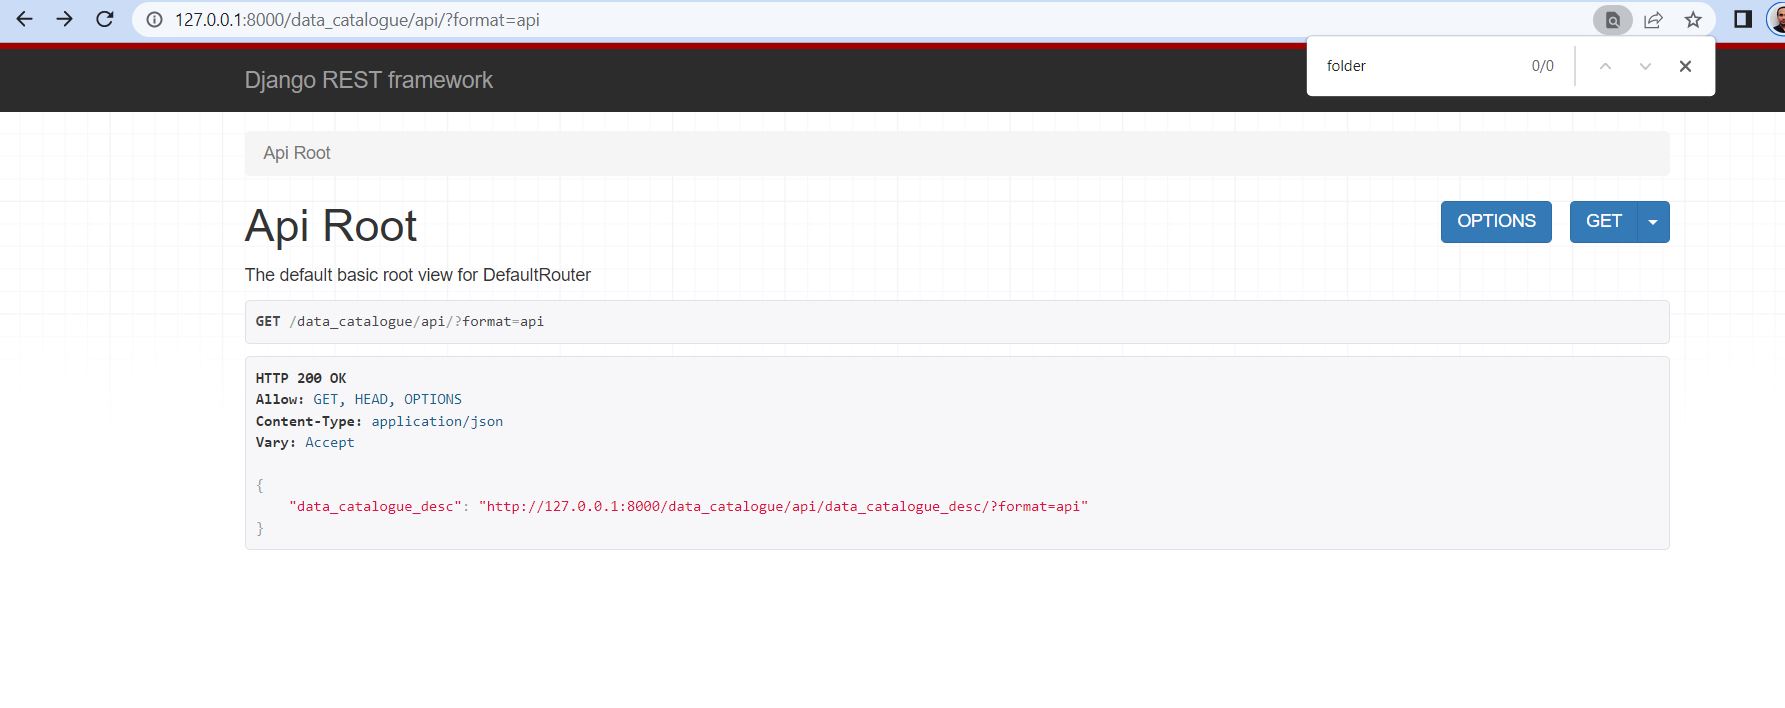 127.0.0.1:8000/data_catalogue/api/?format=api
folder 0/0
Django REST framework
Api Root
Api Root
OPTIONS GET
The default basic root view for DefaultRouter
GET /data_catalogue/api/?format=api
HTTP 200 OK
Allow: GET, HEAD, OPTIONS
Content-Type: application/json
Vary: Accept
{
    "data_catalogue_desc": "http://127.0.0.1:8000/data_catalogue/api/data_catalogue_desc/?format=api"
}